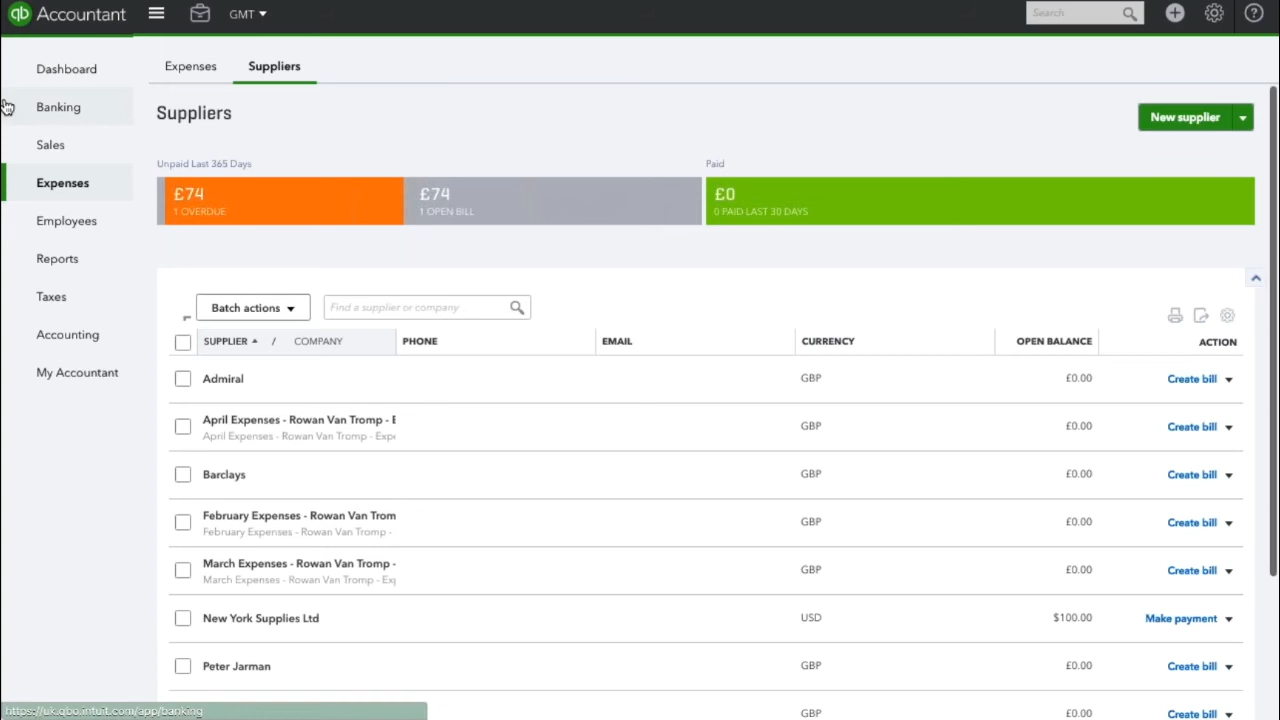 qb Accountant
GMT
Search
Dashboard
Banking
Sales
Expenses
Employees
Reports
Taxes
Accounting
My Accountant
Expenses
Suppliers
Suppliers
New supplier
Unpaid Last 365 Days
Paid
£74
1 OVERDUE
£74
1 OPEN BILL
£0
0 PAID LAST 30 DAYS
Batch actions
Find a supplier or company
SUPPLIER / COMPANY PHONE EMAIL CURRENCY OPEN BALANCE ACTION
Admiral GBP £0.00 Create bill
April Expenses - Rowan Van Tromp - E GBP £0.00 Create bill
April Expenses - Rowan Van Tromp - Expe
Barclays GBP £0.00 Create bill
February Expenses - Rowan Van Trom GBP £0.00 Create bill
February Expenses - Rowan Van Tromp -
March Expenses - Rowan Van Tromp - GBP £0.00 Create bill
March Expenses - Rowan Van Tromp - Exp
New York Supplies Ltd USD $100.00 Make payment
Peter Jarman GBP £0.00 Create bill
GBP £0.00 Create bill
https://uk.qbo.intuit.com/app/banking